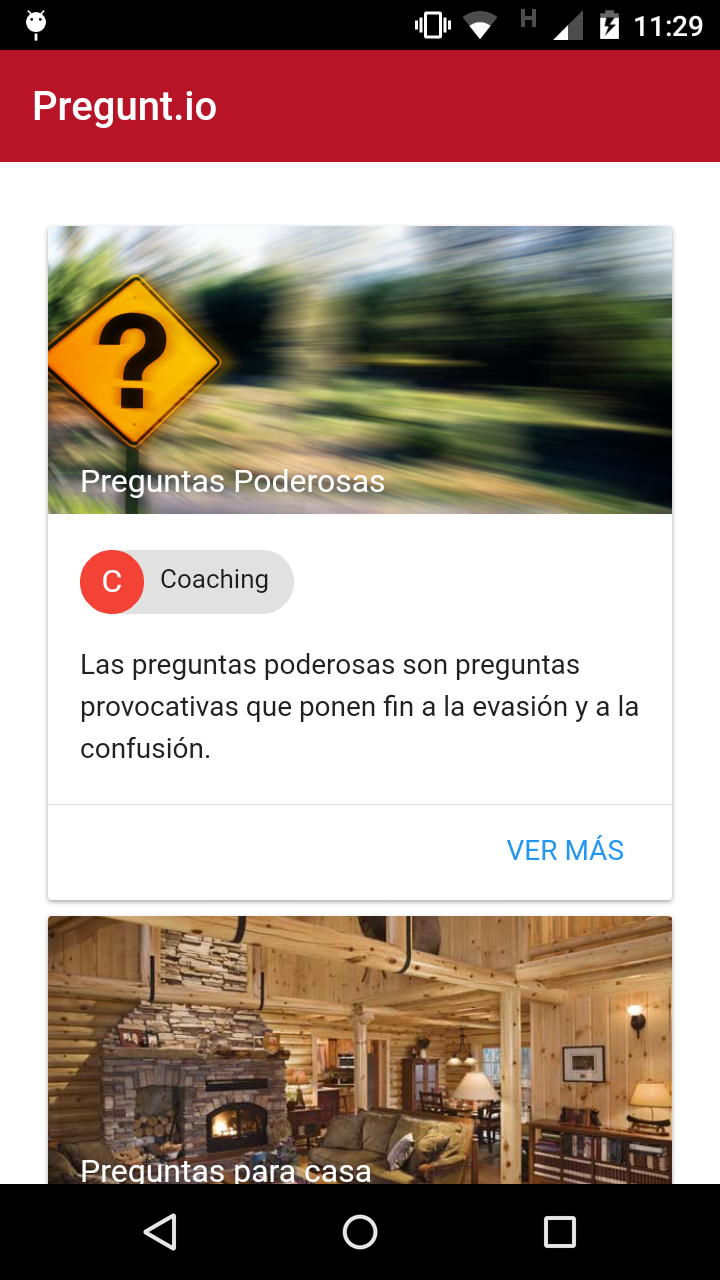 H
11:29
Pregunt.io
?
Preguntas Poderosas
C Coaching
Las preguntas poderosas son preguntas
provocativas que ponen fin a la evasión y a la
confusión.
VER MÁS
Preguntas para casa